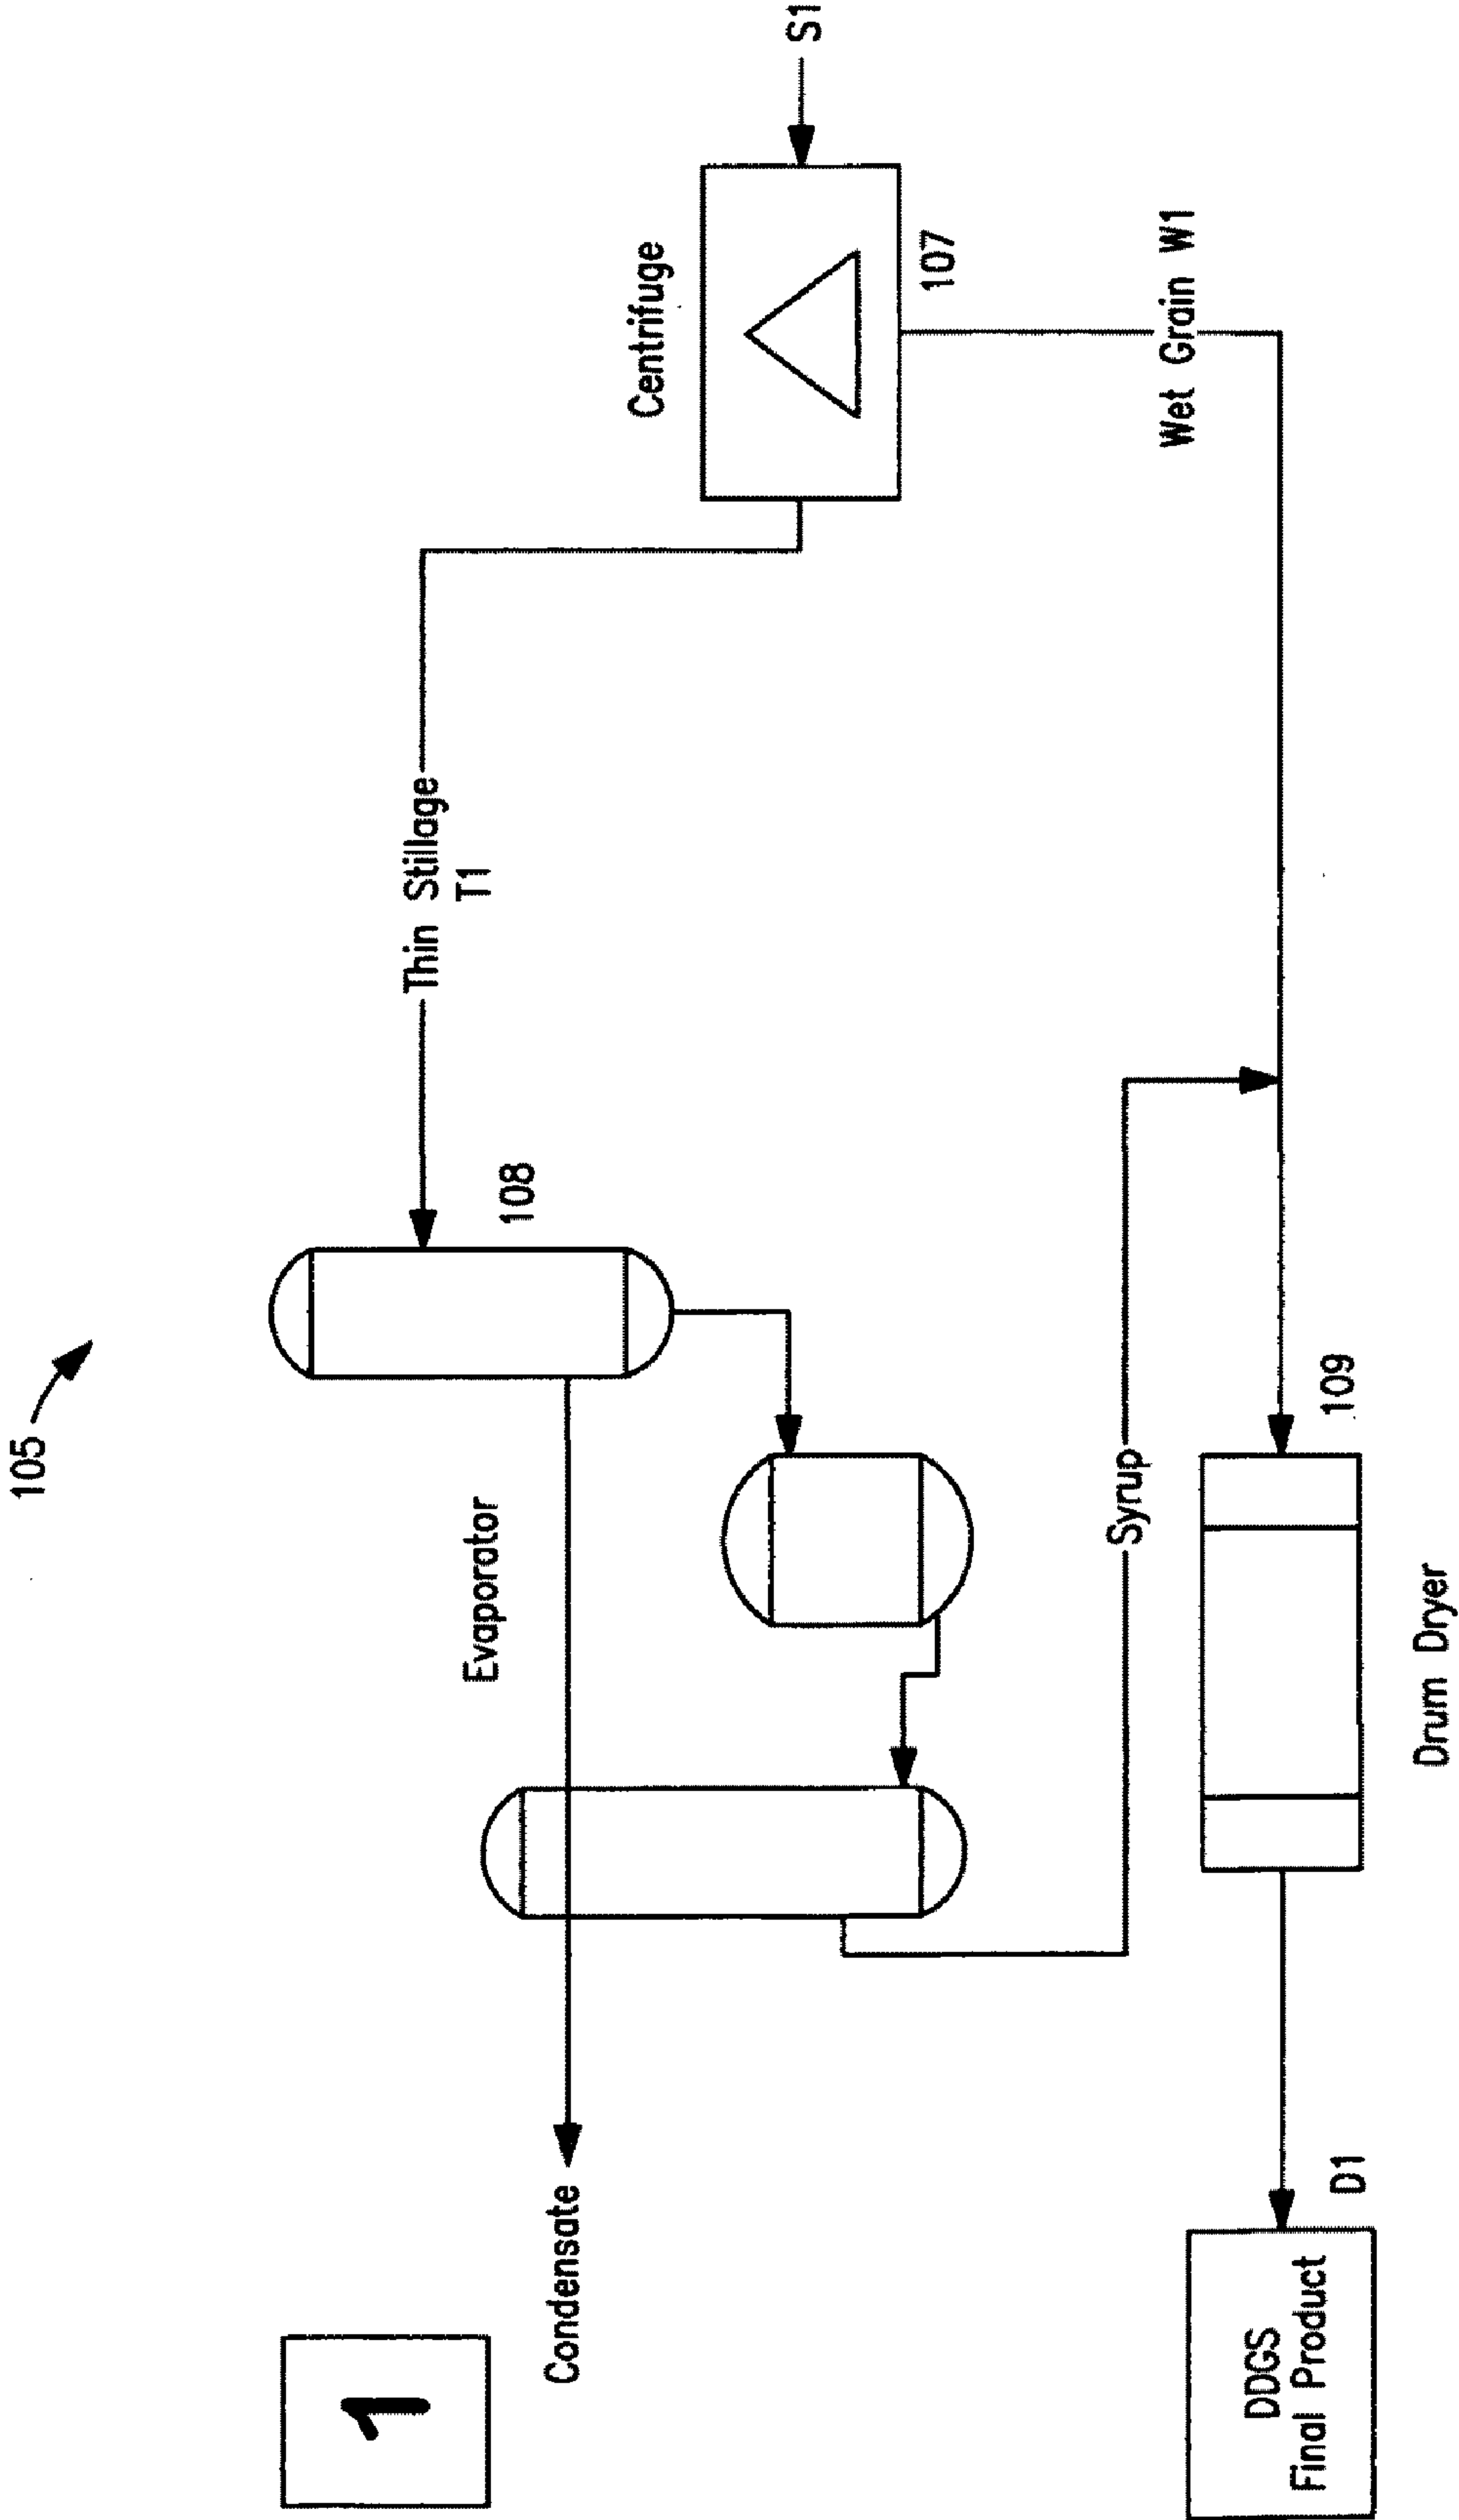 105
1
Thin Stillage
T1
Evaporator
108
Condensate
Centrifuge
S1
107
Syrup
Wet Grain W1
DDGS
Final Product
109
D1
Drum Dryer